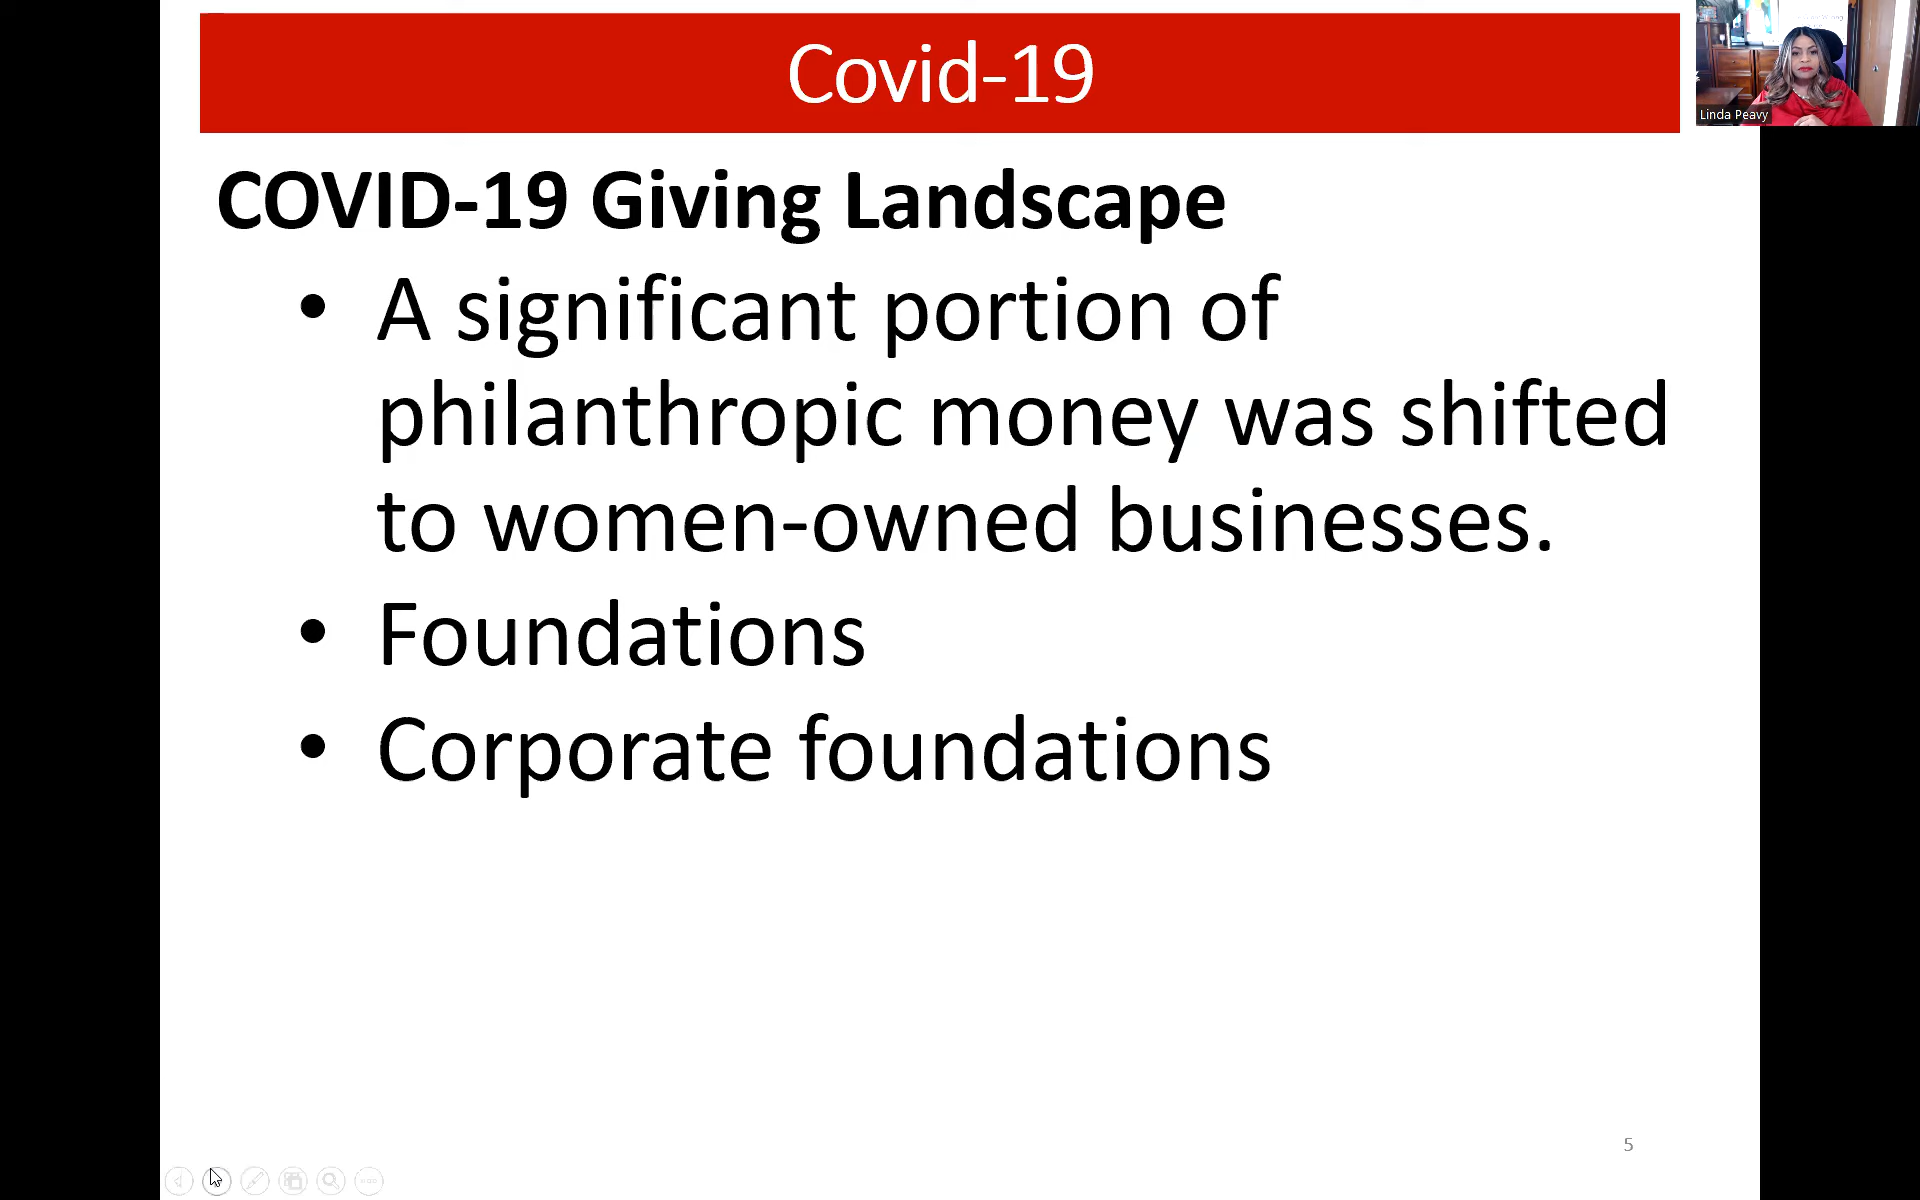 Covid-19
Linda Peavy
COVID-19 Giving Landscape
• A significant portion of
philanthropic money was shifted
to women-owned businesses.
• Foundations
• Corporate foundations
5